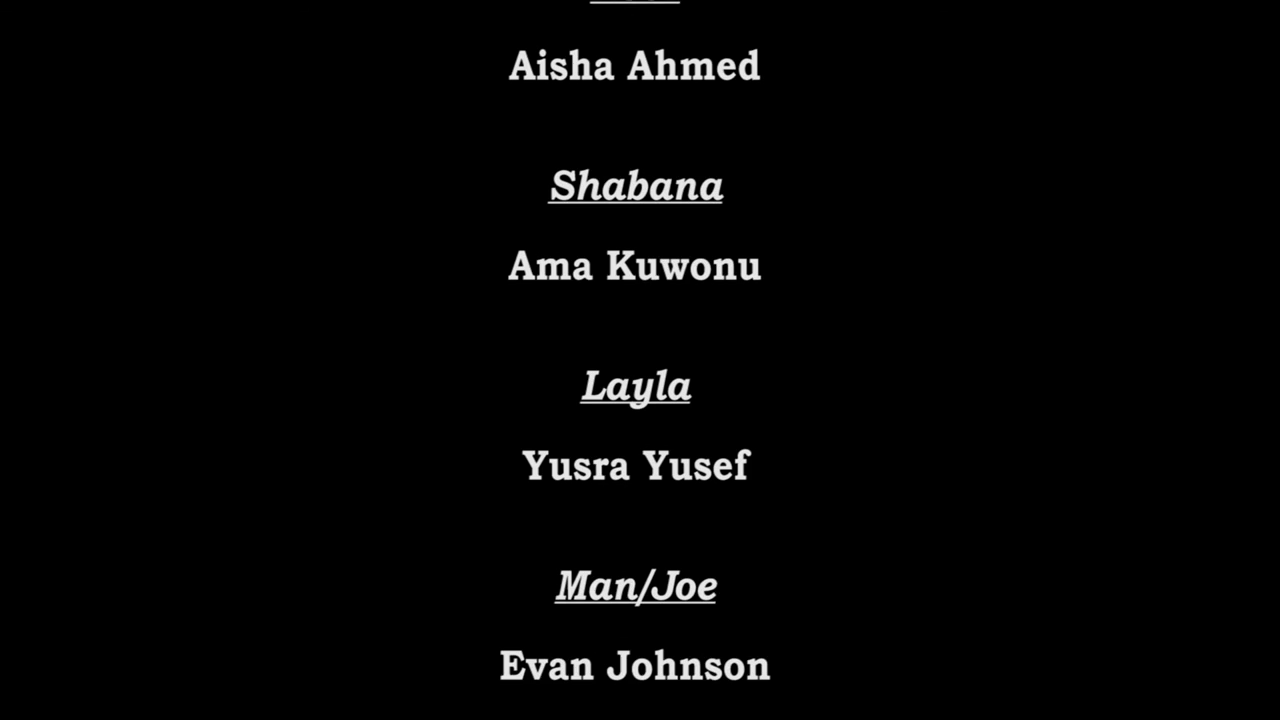 Aisha Ahmed
Shabana
Ama Kuwonu
Layla
Yusra Yusef
Man/Joe
Evan Johnson